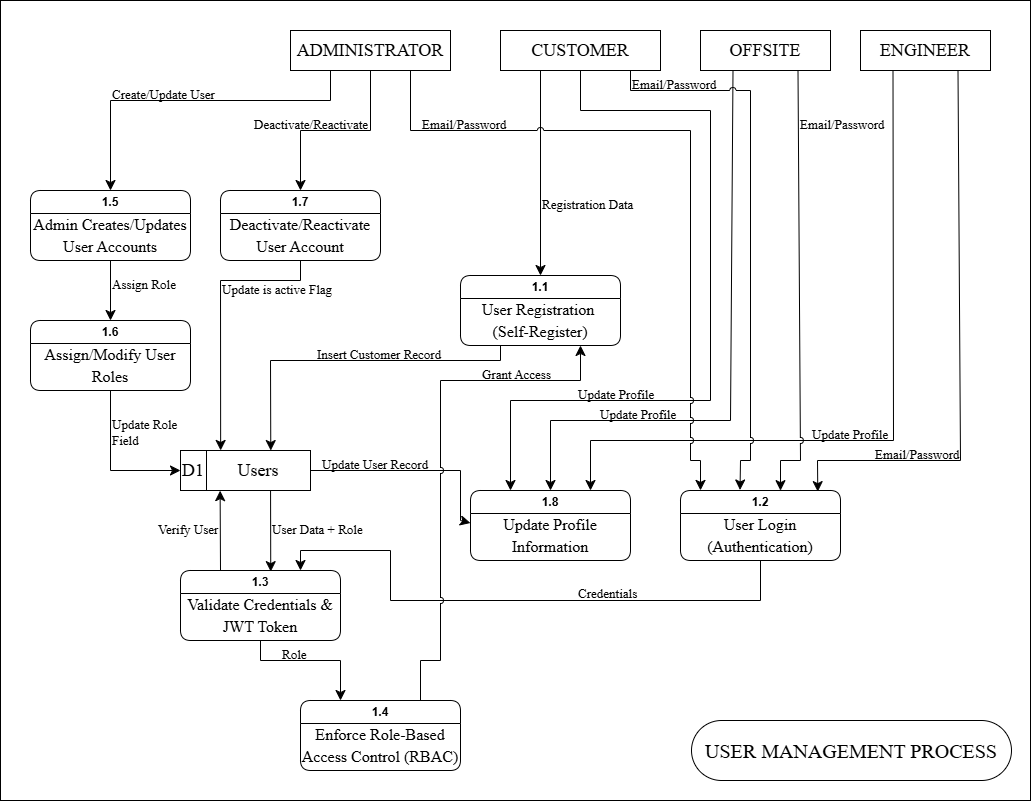 ADMINISTRATOR
CUSTOMER
OFFSITE
ENGINEER
Create/Update User
Email/Password
Deactivate/Reactivate
Email/Password
Email/Password
1.5
Admin Creates/Updates
User Accounts
1.7
Deactivate/Reactivate
User Account
Registration Data
Assign Role
Update is active Flag
1.1
User Registration
(Self-Register)
1.6
Assign/Modify User
Roles
Insert Customer Record
Grant Access
Update Profile
Update Profile
Update Role
Field
Update Profile
Email/Password
D1
Users
Update User Record
1.8
Update Profile
Information
1.2
User Login
(Authentication)
Verify User
User Data + Role
1.3
Validate Credentials &
JWT Token
Credentials
Role
1.4
Enforce Role-Based
Access Control (RBAC)
USER MANAGEMENT PROCESS